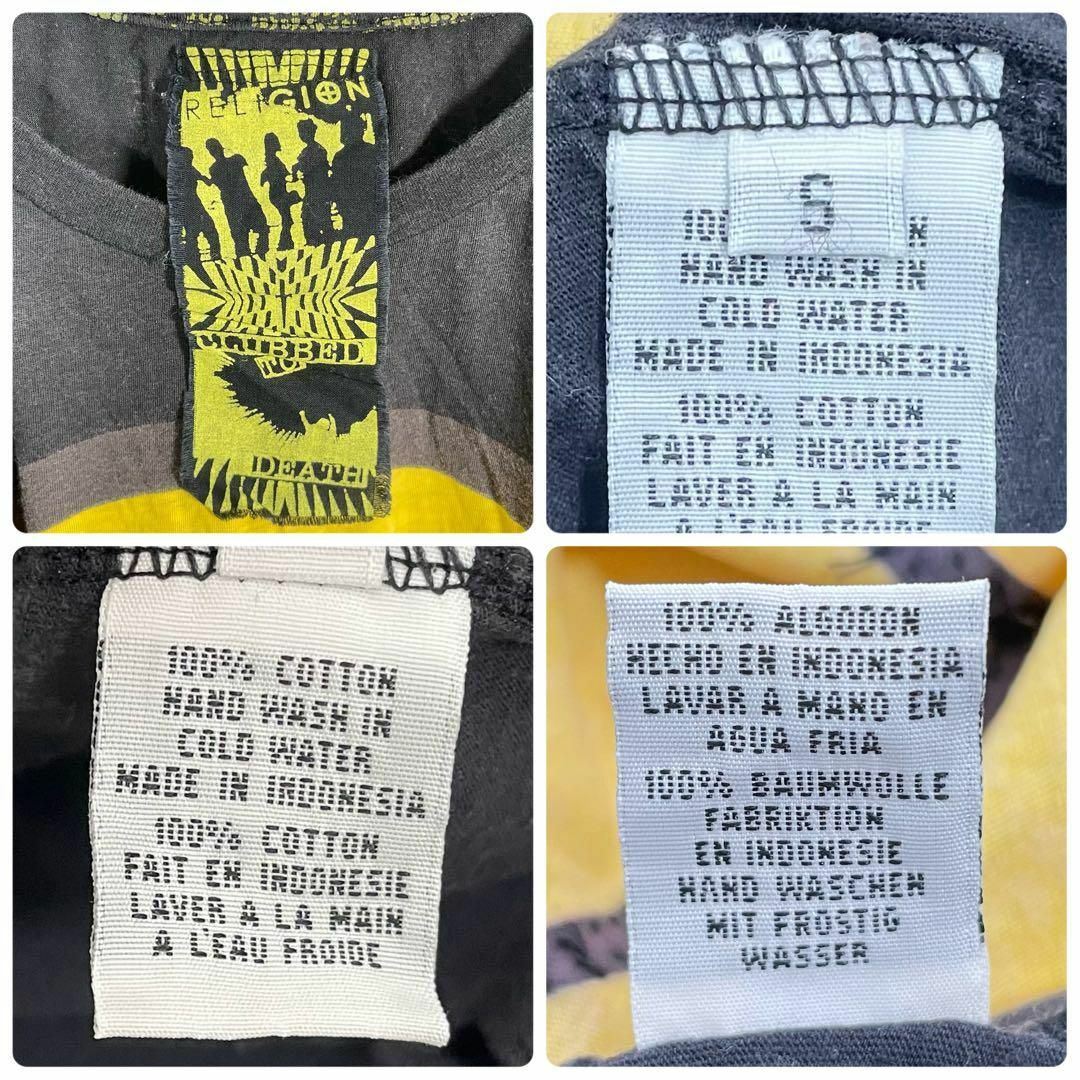 RELIGION
CLUBBED
TO
DEATH
S
HAND WASH IN
COLD WATER
MADE IN INDONESIA
100% COTTON
FAIT EN INDONESIE
LAVER A LA MAIN
A L'EAU FROIDE
100% COTTON
HAND WASH IN
COLD WATER
MADE IN INDONESIA
100% COTTON
FAIT EN INDONESIE
LAVER A LA MAIN
A L'EAU FROIDE
100% ALGODON
HECHO EN INDONESIA
LAVAR A MANO EN
AGUA FRIA
100% BAUMWOLLE
FABRIKTION
EN INDONESIE
HAND WASCHEN
MIT FROSTIG
WASSER